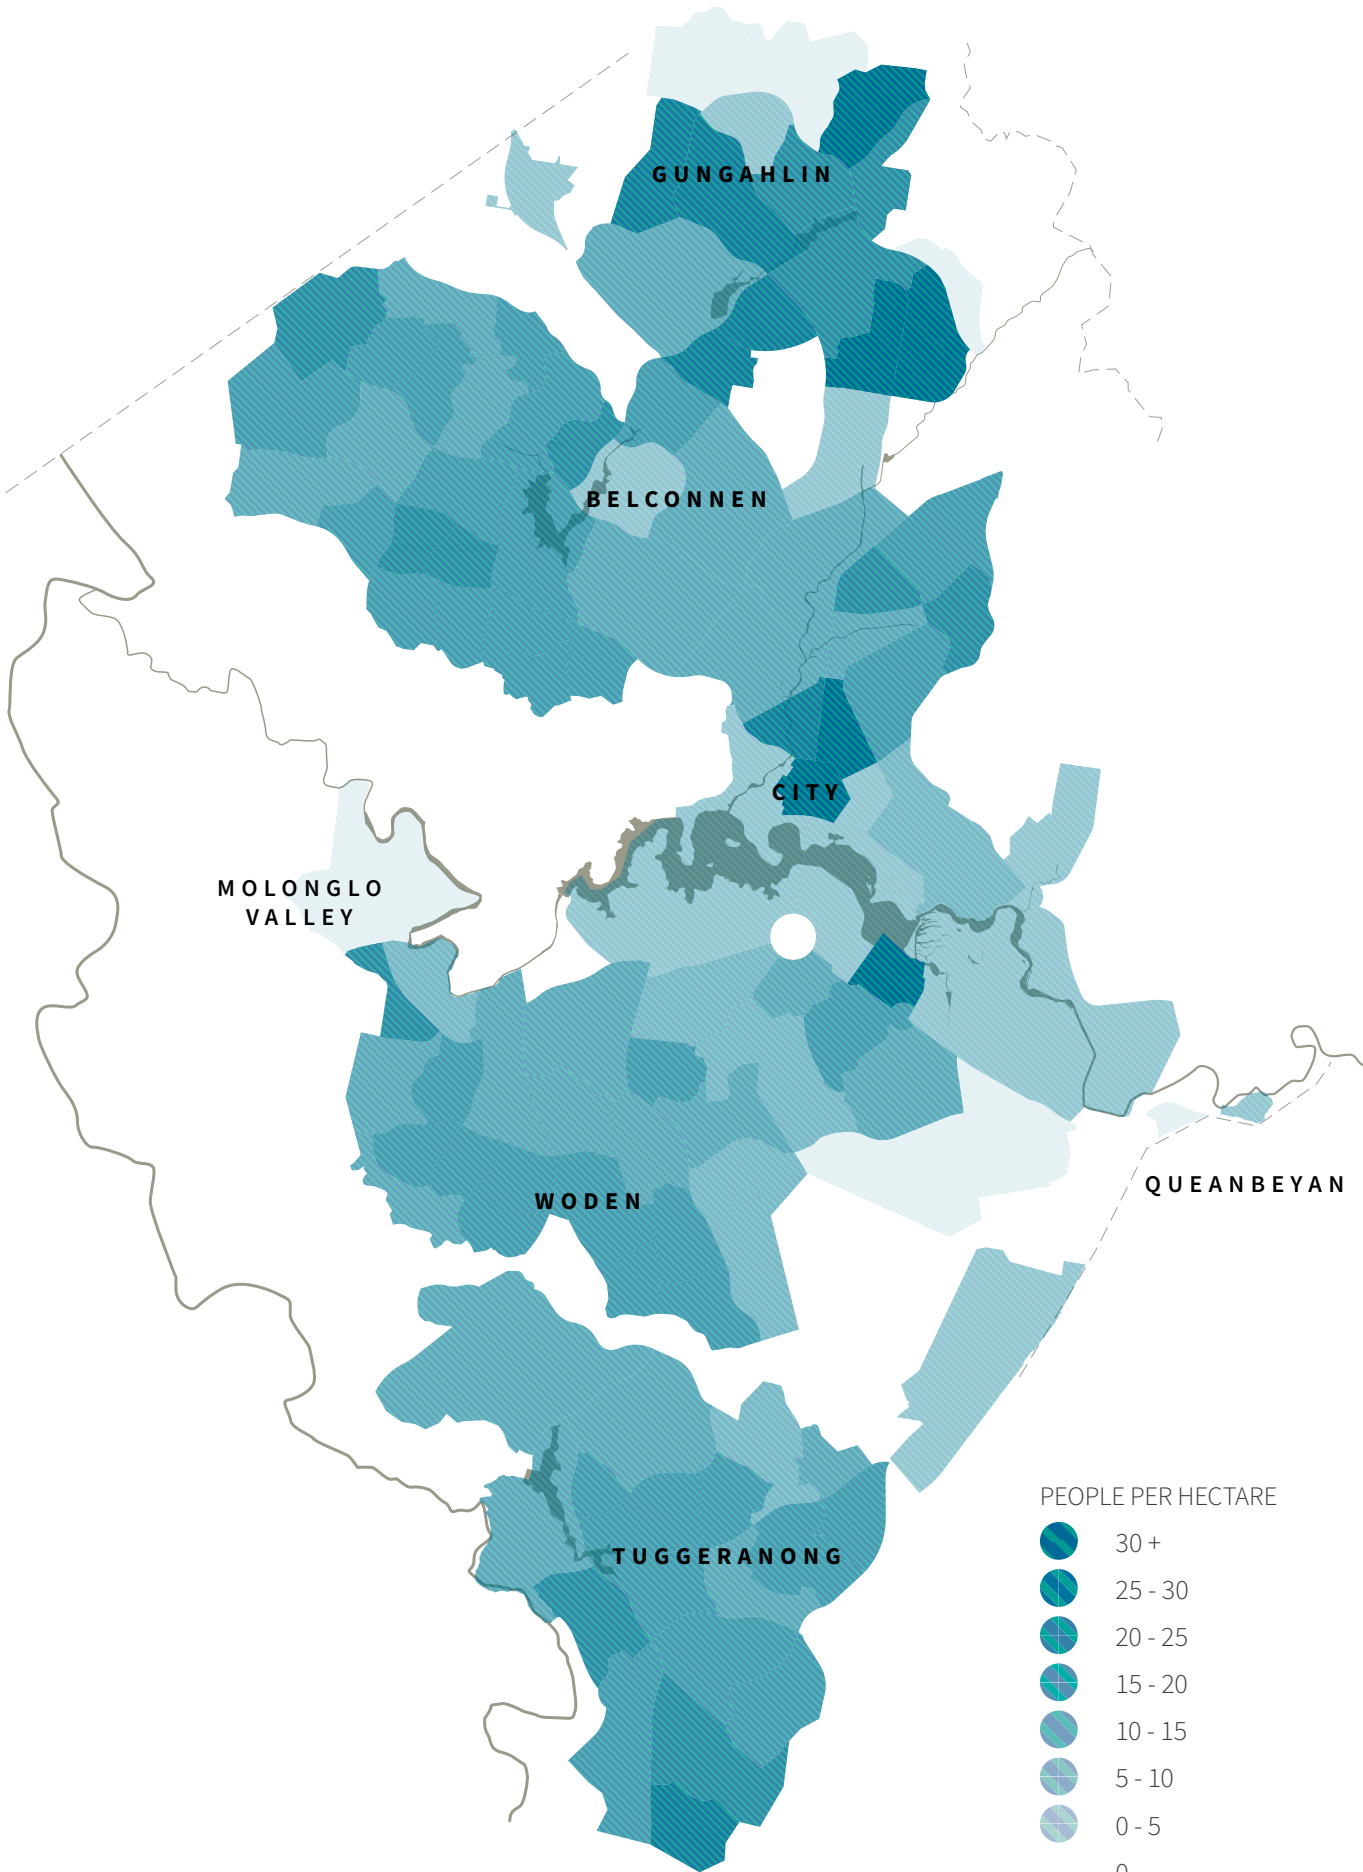 GUNGAHLIN
BELCONNEN
CITY
MOLONGLO
VALLEY
QUEANBEYAN
WODEN
TUGGERANONG
PEOPLE PER HECTARE
30 +
25 - 30
20 - 25
15 - 20
10 - 15
5 - 10
0 - 5
0